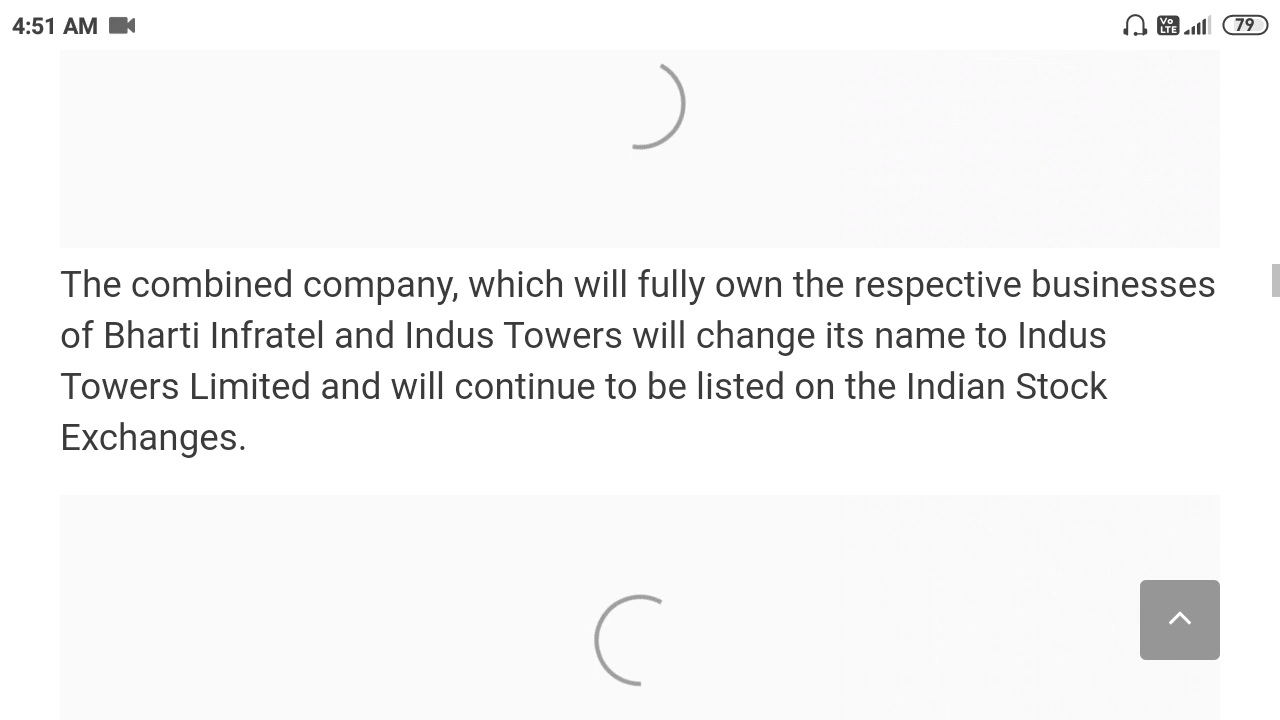 4:51 AM Vo LTE 79
The combined company, which will fully own the respective businesses
of Bharti Infratel and Indus Towers will change its name to Indus
Towers Limited and will continue to be listed on the Indian Stock
Exchanges.